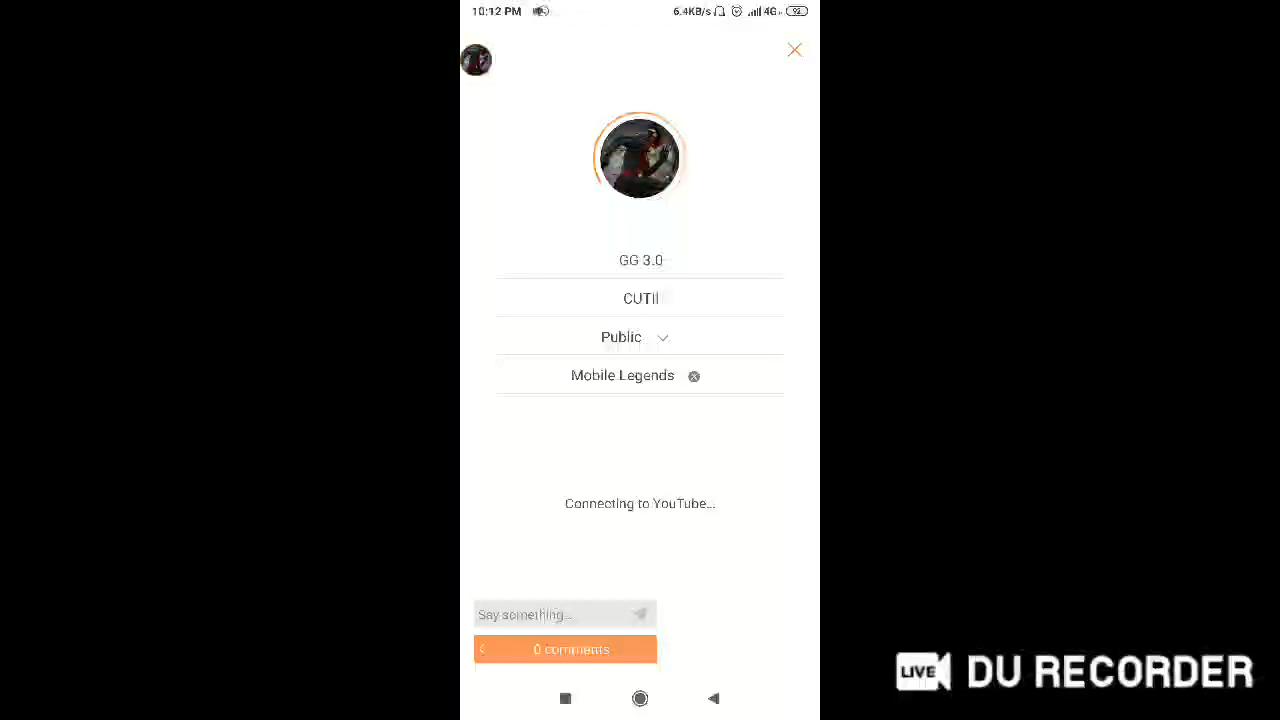 10:12 PM
6.4KB/s 4G 92
GG 3.0
CUTII
Public
Mobile Legends
Connecting to YouTube...
Say something...
0 comments
LIVE DU RECORDER